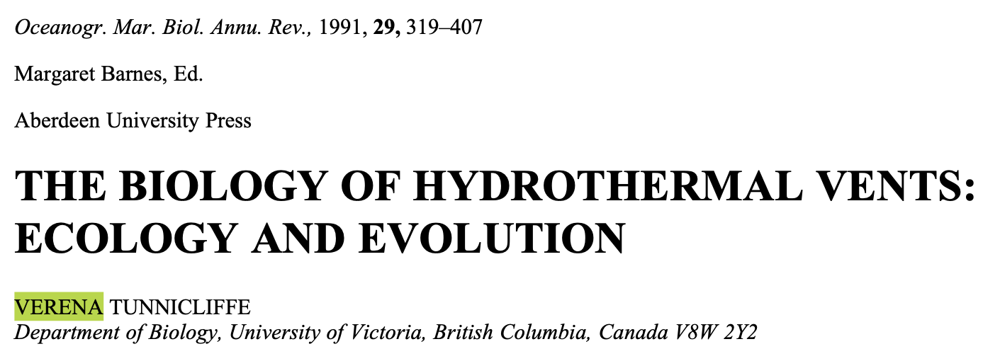 Oceanogr. Mar. Biol. Annu. Rev., 1991, 29, 319–407
Margaret Barnes, Ed.
Aberdeen University Press
THE BIOLOGY OF HYDROTHERMAL VENTS:
ECOLOGY AND EVOLUTION
VERENA TUNNICLIFFE
Department of Biology, University of Victoria, British Columbia, Canada V8W 2Y2